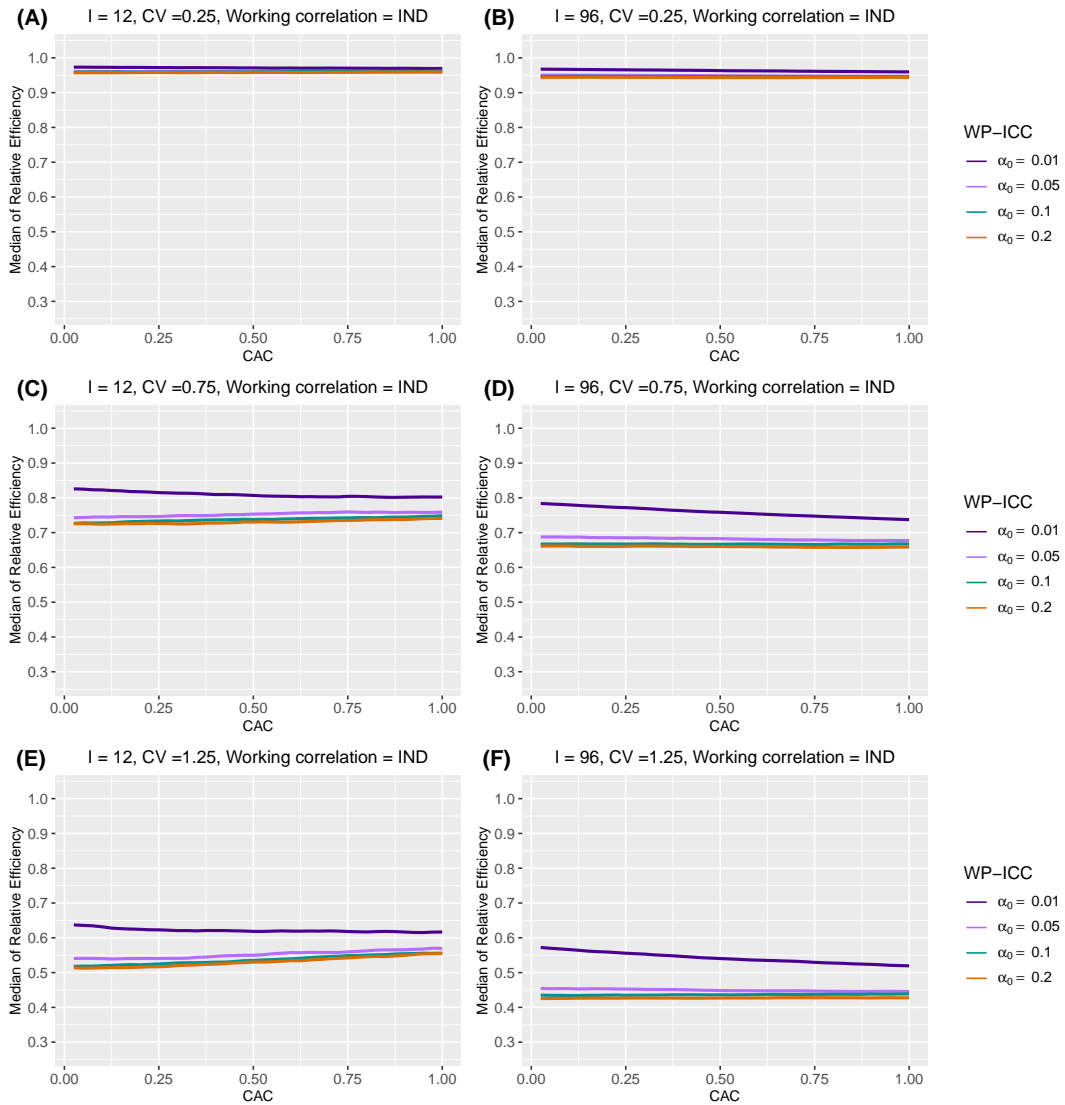 (A) I = 12, CV =0.25, Working correlation = IND
Median of Relative Efficiency
1.0
0.9
0.8
0.7
0.6
0.5
0.4
0.3
0.00 0.25 0.50 0.75 1.00
CAC
(B) I = 96, CV =0.25, Working correlation = IND
Median of Relative Efficiency
1.0
0.9
0.8
0.7
0.6
0.5
0.4
0.3
0.00 0.25 0.50 0.75 1.00
CAC
WP−ICC
α₀ = 0.01
α₀ = 0.05
α₀ = 0.1
α₀ = 0.2
(C) I = 12, CV =0.75, Working correlation = IND
Median of Relative Efficiency
1.0
0.9
0.8
0.7
0.6
0.5
0.4
0.3
0.00 0.25 0.50 0.75 1.00
CAC
(D) I = 96, CV =0.75, Working correlation = IND
Median of Relative Efficiency
1.0
0.9
0.8
0.7
0.6
0.5
0.4
0.3
0.00 0.25 0.50 0.75 1.00
CAC
WP−ICC
α₀ = 0.01
α₀ = 0.05
α₀ = 0.1
α₀ = 0.2
(E) I = 12, CV =1.25, Working correlation = IND
Median of Relative Efficiency
1.0
0.9
0.8
0.7
0.6
0.5
0.4
0.3
0.00 0.25 0.50 0.75 1.00
CAC
(F) I = 96, CV =1.25, Working correlation = IND
Median of Relative Efficiency
1.0
0.9
0.8
0.7
0.6
0.5
0.4
0.3
0.00 0.25 0.50 0.75 1.00
CAC
WP−ICC
α₀ = 0.01
α₀ = 0.05
α₀ = 0.1
α₀ = 0.2